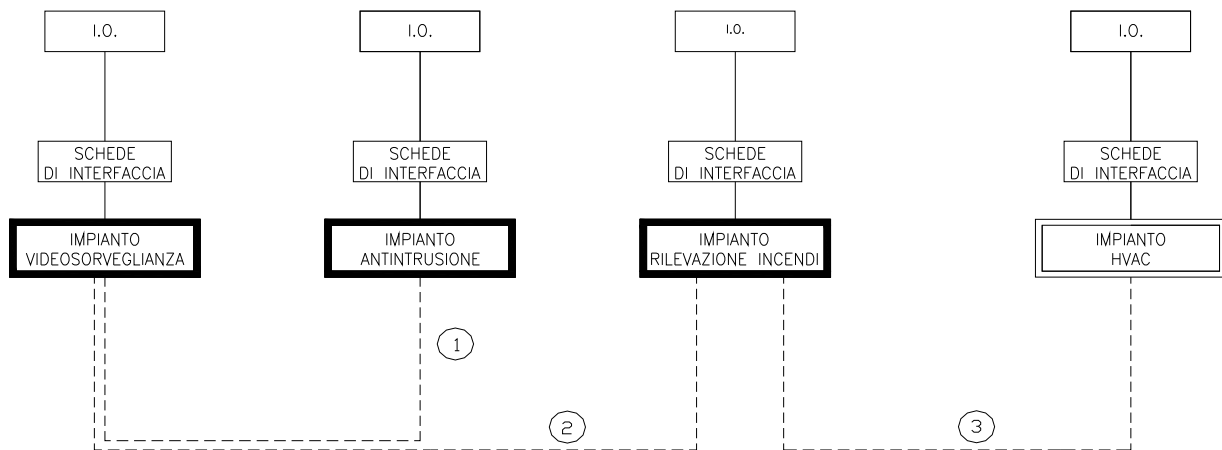 I.O.
I.O.
I.O.
I.O.
SCHEDE
DI INTERFACCIA
SCHEDE
DI INTERFACCIA
SCHEDE
DI INTERFACCIA
SCHEDE
DI INTERFACCIA
IMPIANTO
VIDEOSORVEGLIANZA
IMPIANTO
ANTINTRUSIONE
IMPIANTO
RILEVAZIONE INCENDI
IMPIANTO
HVAC
1
2
3